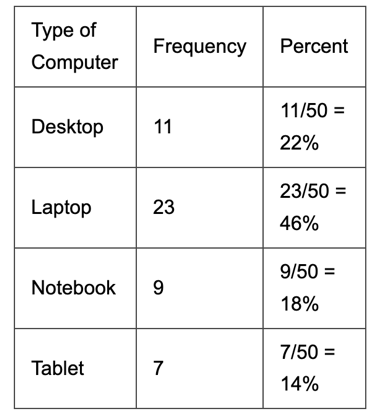 Type of
Computer
Frequency
Percent
Desktop
11
11/50 =
22%
Laptop
23
23/50 =
46%
Notebook
9
9/50 =
18%
Tablet
7
7/50 =
14%